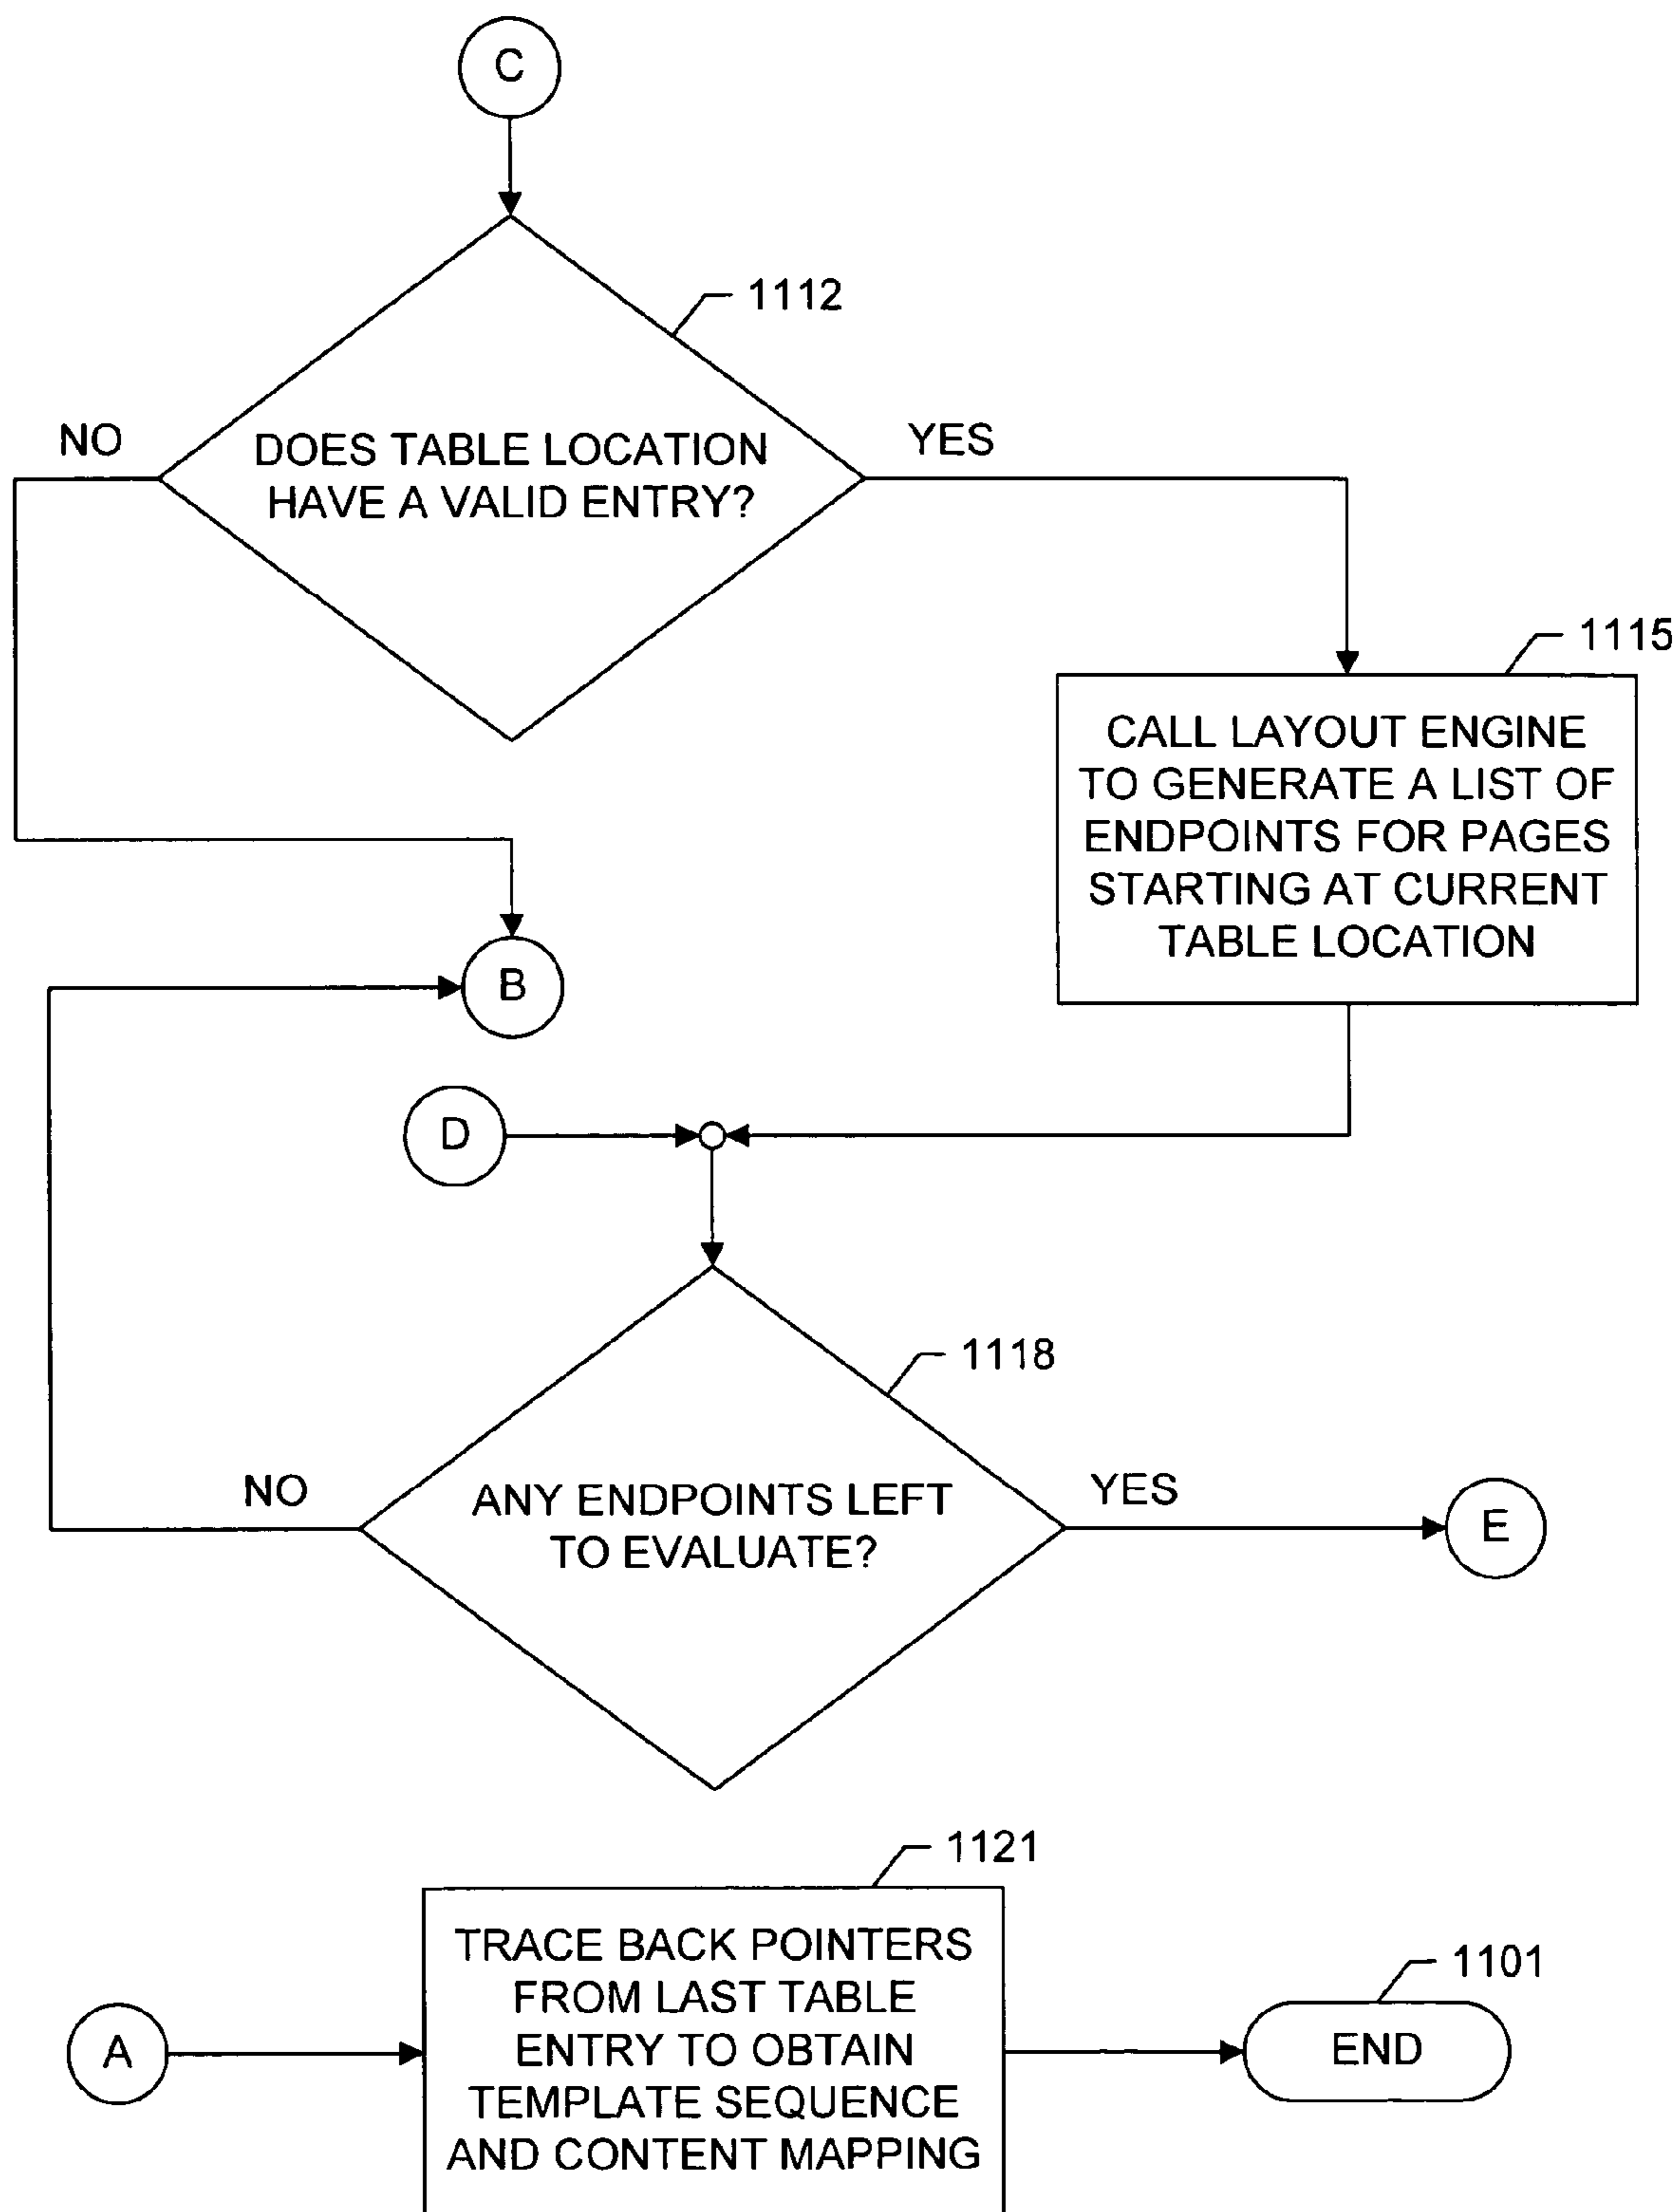 C
1112
NO
YES
DOES TABLE LOCATION
HAVE A VALID ENTRY?
1115
CALL LAYOUT ENGINE
TO GENERATE A LIST OF
ENDPOINTS FOR PAGES
STARTING AT CURRENT
TABLE LOCATION
B
D
1118
NO
YES
ANY ENDPOINTS LEFT
TO EVALUATE?
E
1121
TRACE BACK POINTERS
FROM LAST TABLE
ENTRY TO OBTAIN
TEMPLATE SEQUENCE
AND CONTENT MAPPING
A
1101
END